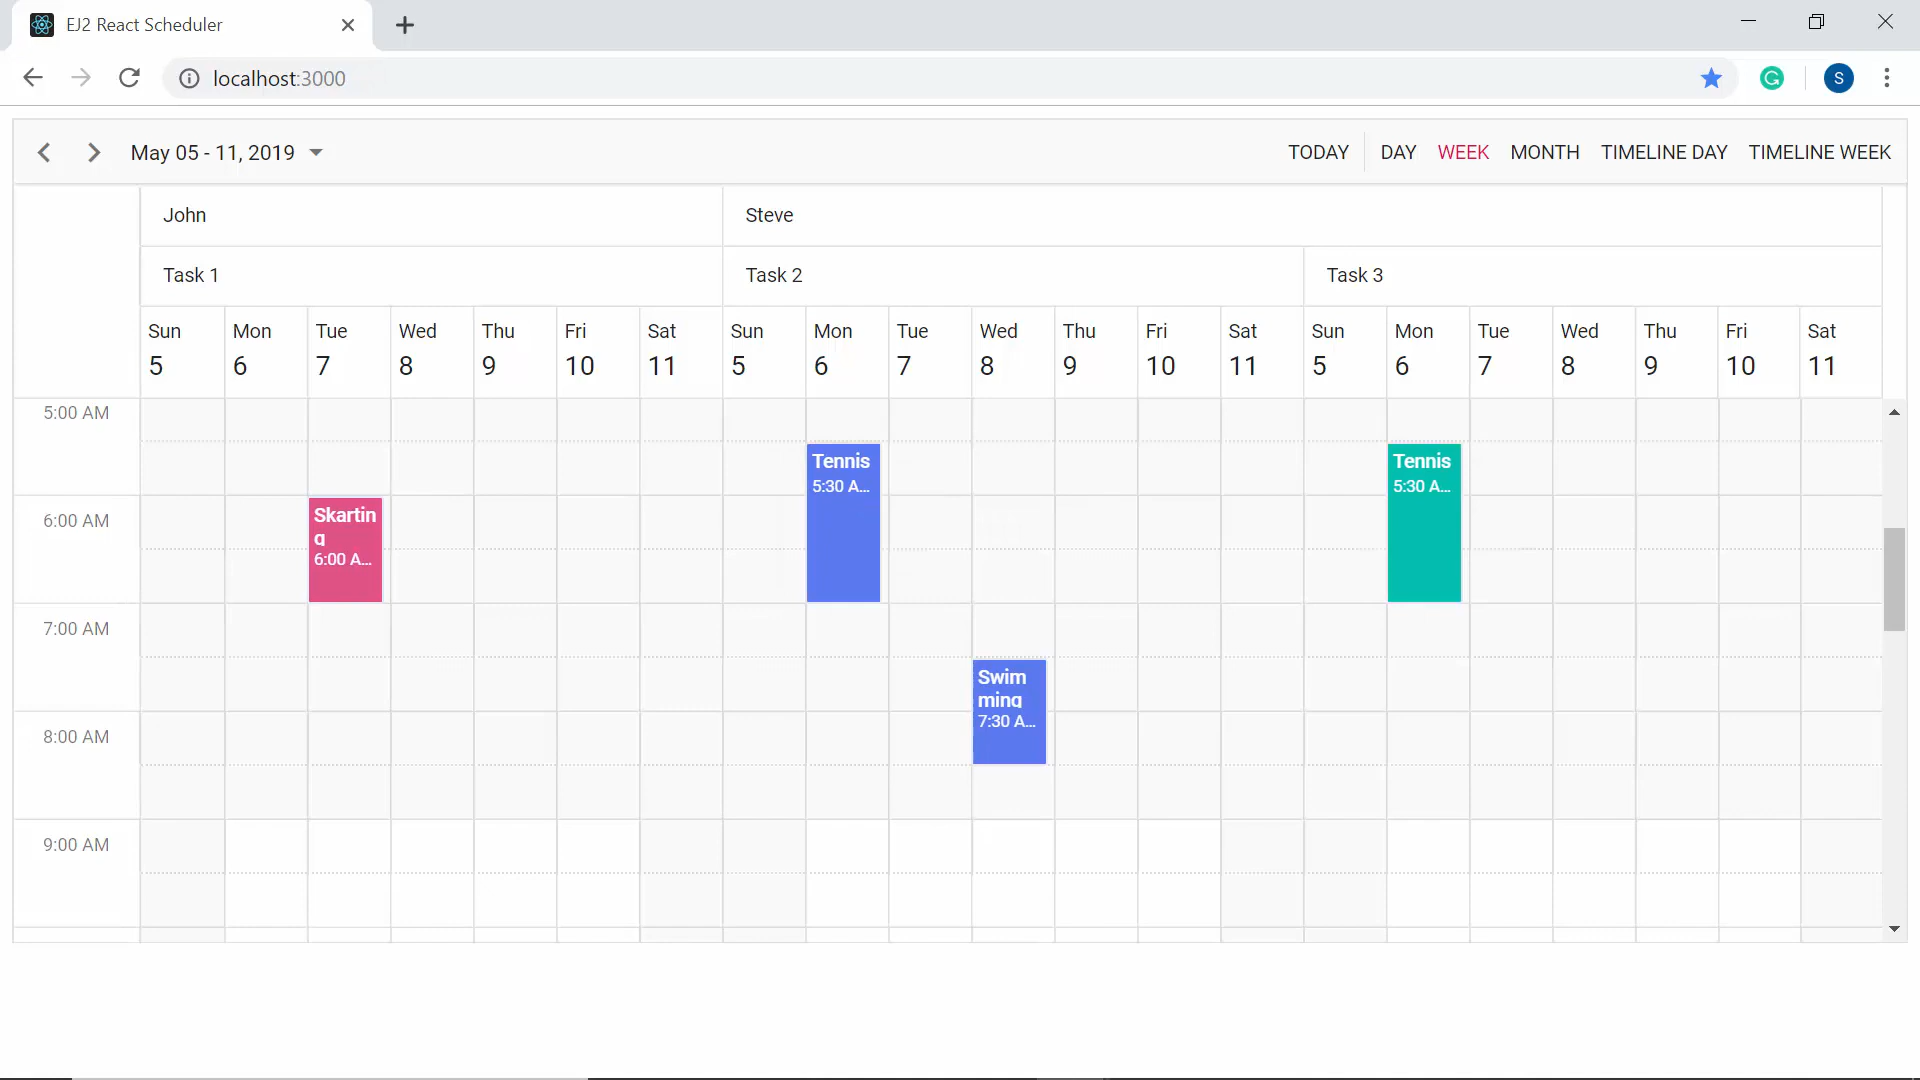 EJ2 React Scheduler
localhost:3000
S
May 05 - 11, 2019
TODAY DAY WEEK MONTH TIMELINE DAY TIMELINE WEEK
John Steve
Task 1 Task 2 Task 3
Sun Mon Tue Wed Thu Fri Sat Sun Mon Tue Wed Thu Fri Sat Sun Mon Tue Wed Thu Fri Sat
5 6 7 8 9 10 11 5 6 7 8 9 10 11 5 6 7 8 9 10 11
5:00 AM
Tennis Tennis
5:30 A... 5:30 A...
6:00 AM
Skartin
g
6:00 A...
7:00 AM
Swim
ming
7:30 A...
8:00 AM
9:00 AM